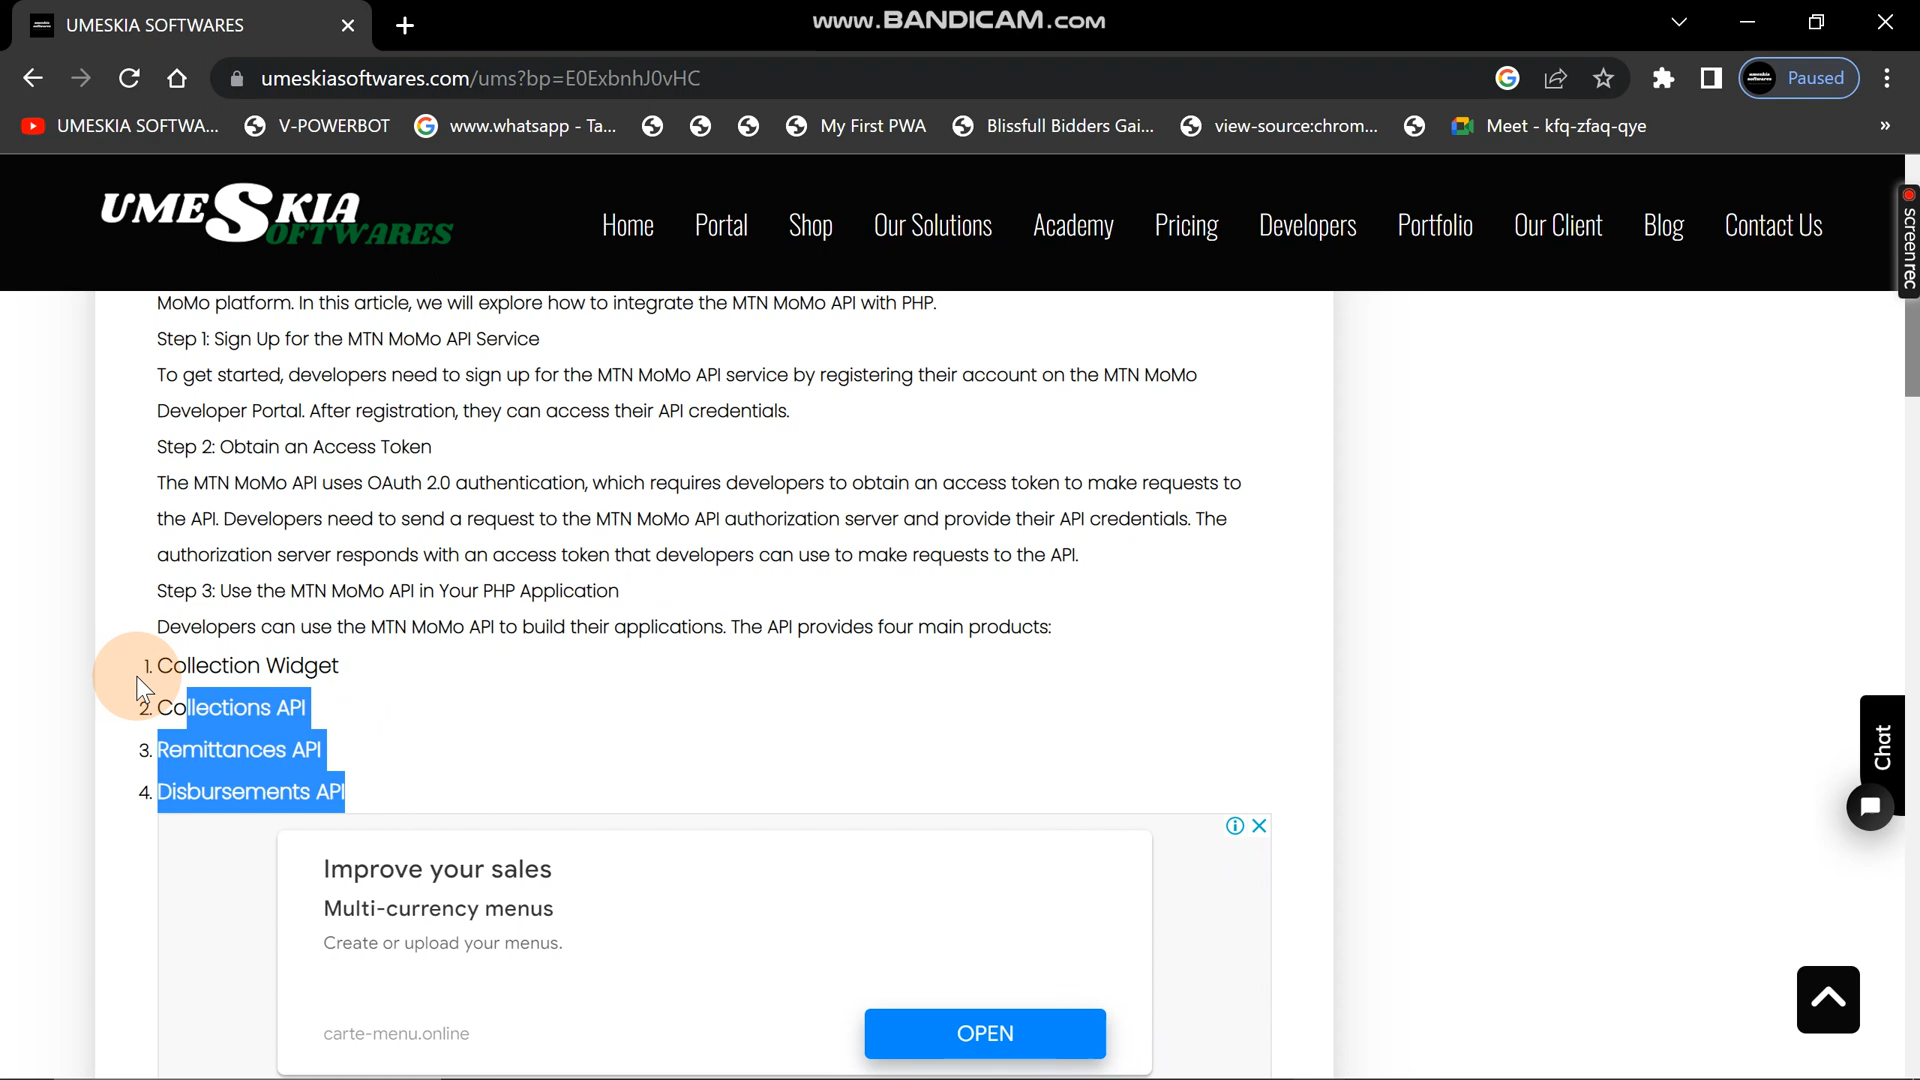 UMESKIA SOFTWARES
www.BANDICAM.com
umeskiasoftwares.com/ums?bp=E0ExbnhJ0vHC
Paused
UMESKIA SOFTWA...
V-POWERBOT
www.whatsapp - Ta...
My First PWA
Blissfull Bidders Gai...
view-source:chrom...
Meet - kfq-zfaq-qye
»
UMESKIA
SOFTWARES
Home
Portal
Shop
Our Solutions
Academy
Pricing
Developers
Portfolio
Our Client
Blog
Contact Us
screenrec
MoMo platform. In this article, we will explore how to integrate the MTN MoMo API with PHP.
Step 1: Sign Up for the MTN MoMo API Service
To get started, developers need to sign up for the MTN MoMo API service by registering their account on the MTN MoMo
Developer Portal. After registration, they can access their API credentials.
Step 2: Obtain an Access Token
The MTN MoMo API uses OAuth 2.0 authentication, which requires developers to obtain an access token to make requests to
the API. Developers need to send a request to the MTN MoMo API authorization server and provide their API credentials. The
authorization server responds with an access token that developers can use to make requests to the API.
Step 3: Use the MTN MoMo API in Your PHP Application
Developers can use the MTN MoMo API to build their applications. The API provides four main products:
1. Collection Widget
2. Collections API
3. Remittances API
4. Disbursements API
Chat
Improve your sales
Multi-currency menus
Create or upload your menus.
carte-menu.online
OPEN